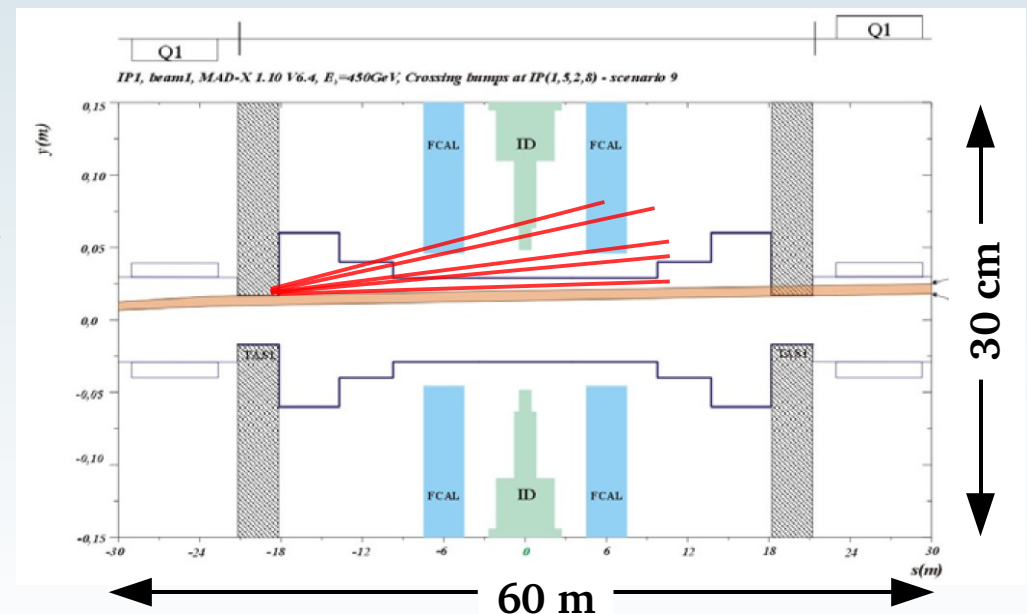 Q1
Q1
IP1, beam1, MAD-X 1.10 V6.4, E₀=450GeV, Crossing bumps at IP(1,5,2,8) - scenario 9
y(m)
0,15
0,10
0,05
0,0
-0,05
-0,10
-0,15
FCAL
ID
FCAL
TAS1
TAS1
FCAL
ID
FCAL
-30
-24
-18
-12
-6
0
6
12
18
24
30
s(m)
30 cm
60 m